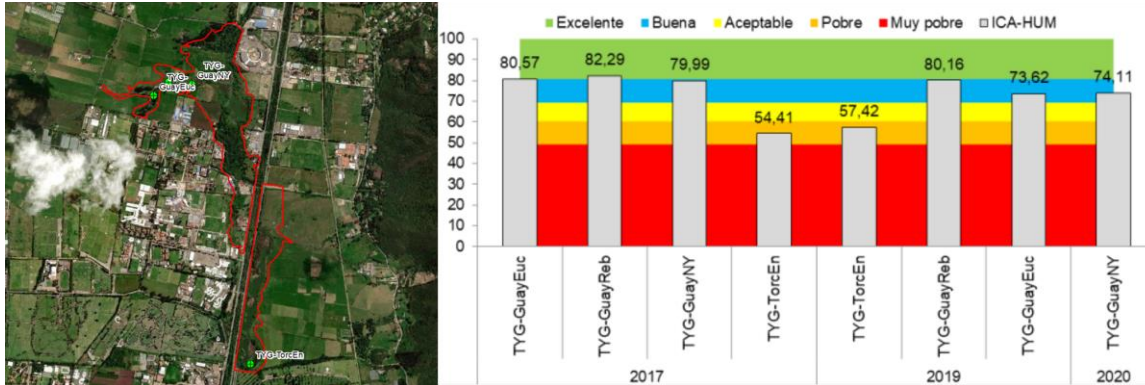 TYG-
GuayNY
TYG-
GuayEuc
TYG-TorcEn
Excelente Buena Aceptable Pobre Muy pobre ICA-HUM
100
90
80
70
60
50
40
30
20
10
0
80,57 82,29 79,99 54,41 57,42 80,16 73,62 74,11
TYG-GuayEuc
TYG-GuayReb
TYG-GuayNY
TYG-TorcEn
TYG-TorcEn
TYG-GuayReb
TYG-GuayEuc
TYG-GuayNY
2017 2019 2020